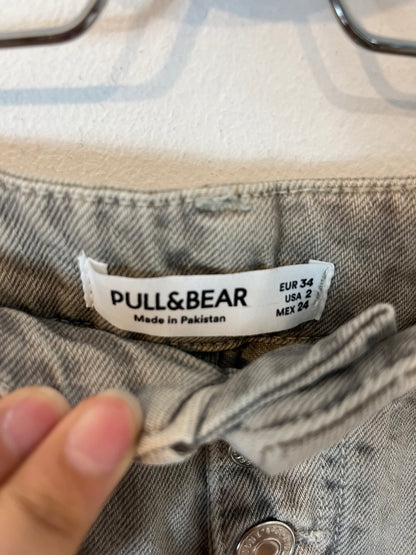 PULL&BEAR
Made in Pakistan
EUR 34
USA 2
MEX 24